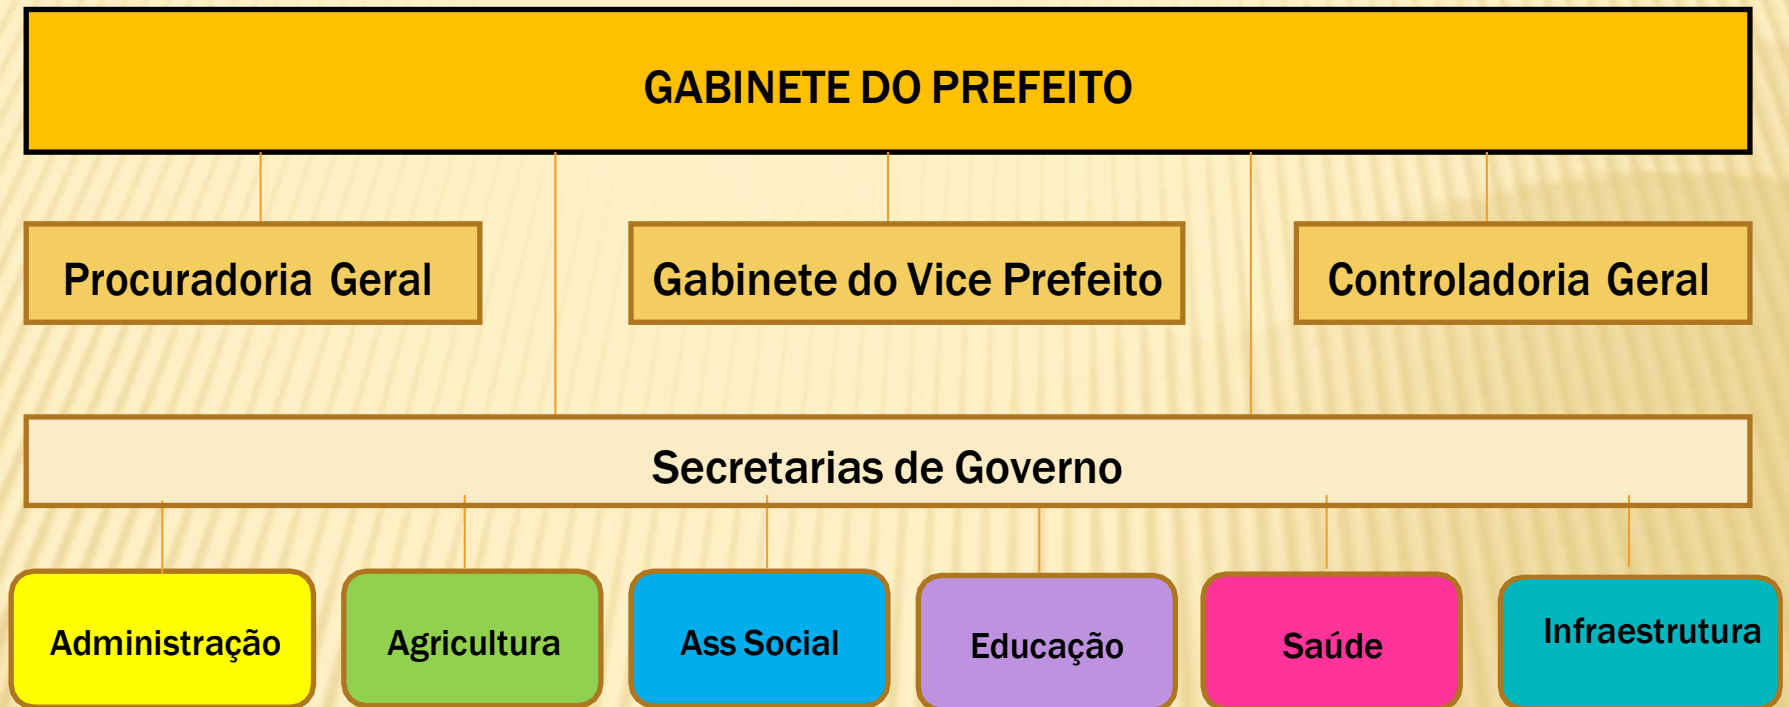 GABINETE DO PREFEITO
Procuradoria Geral
Gabinete do Vice Prefeito
Controladoria Geral
Secretarias de Governo
Administração
Agricultura
Ass Social
Educação
Saúde
Infraestrutura